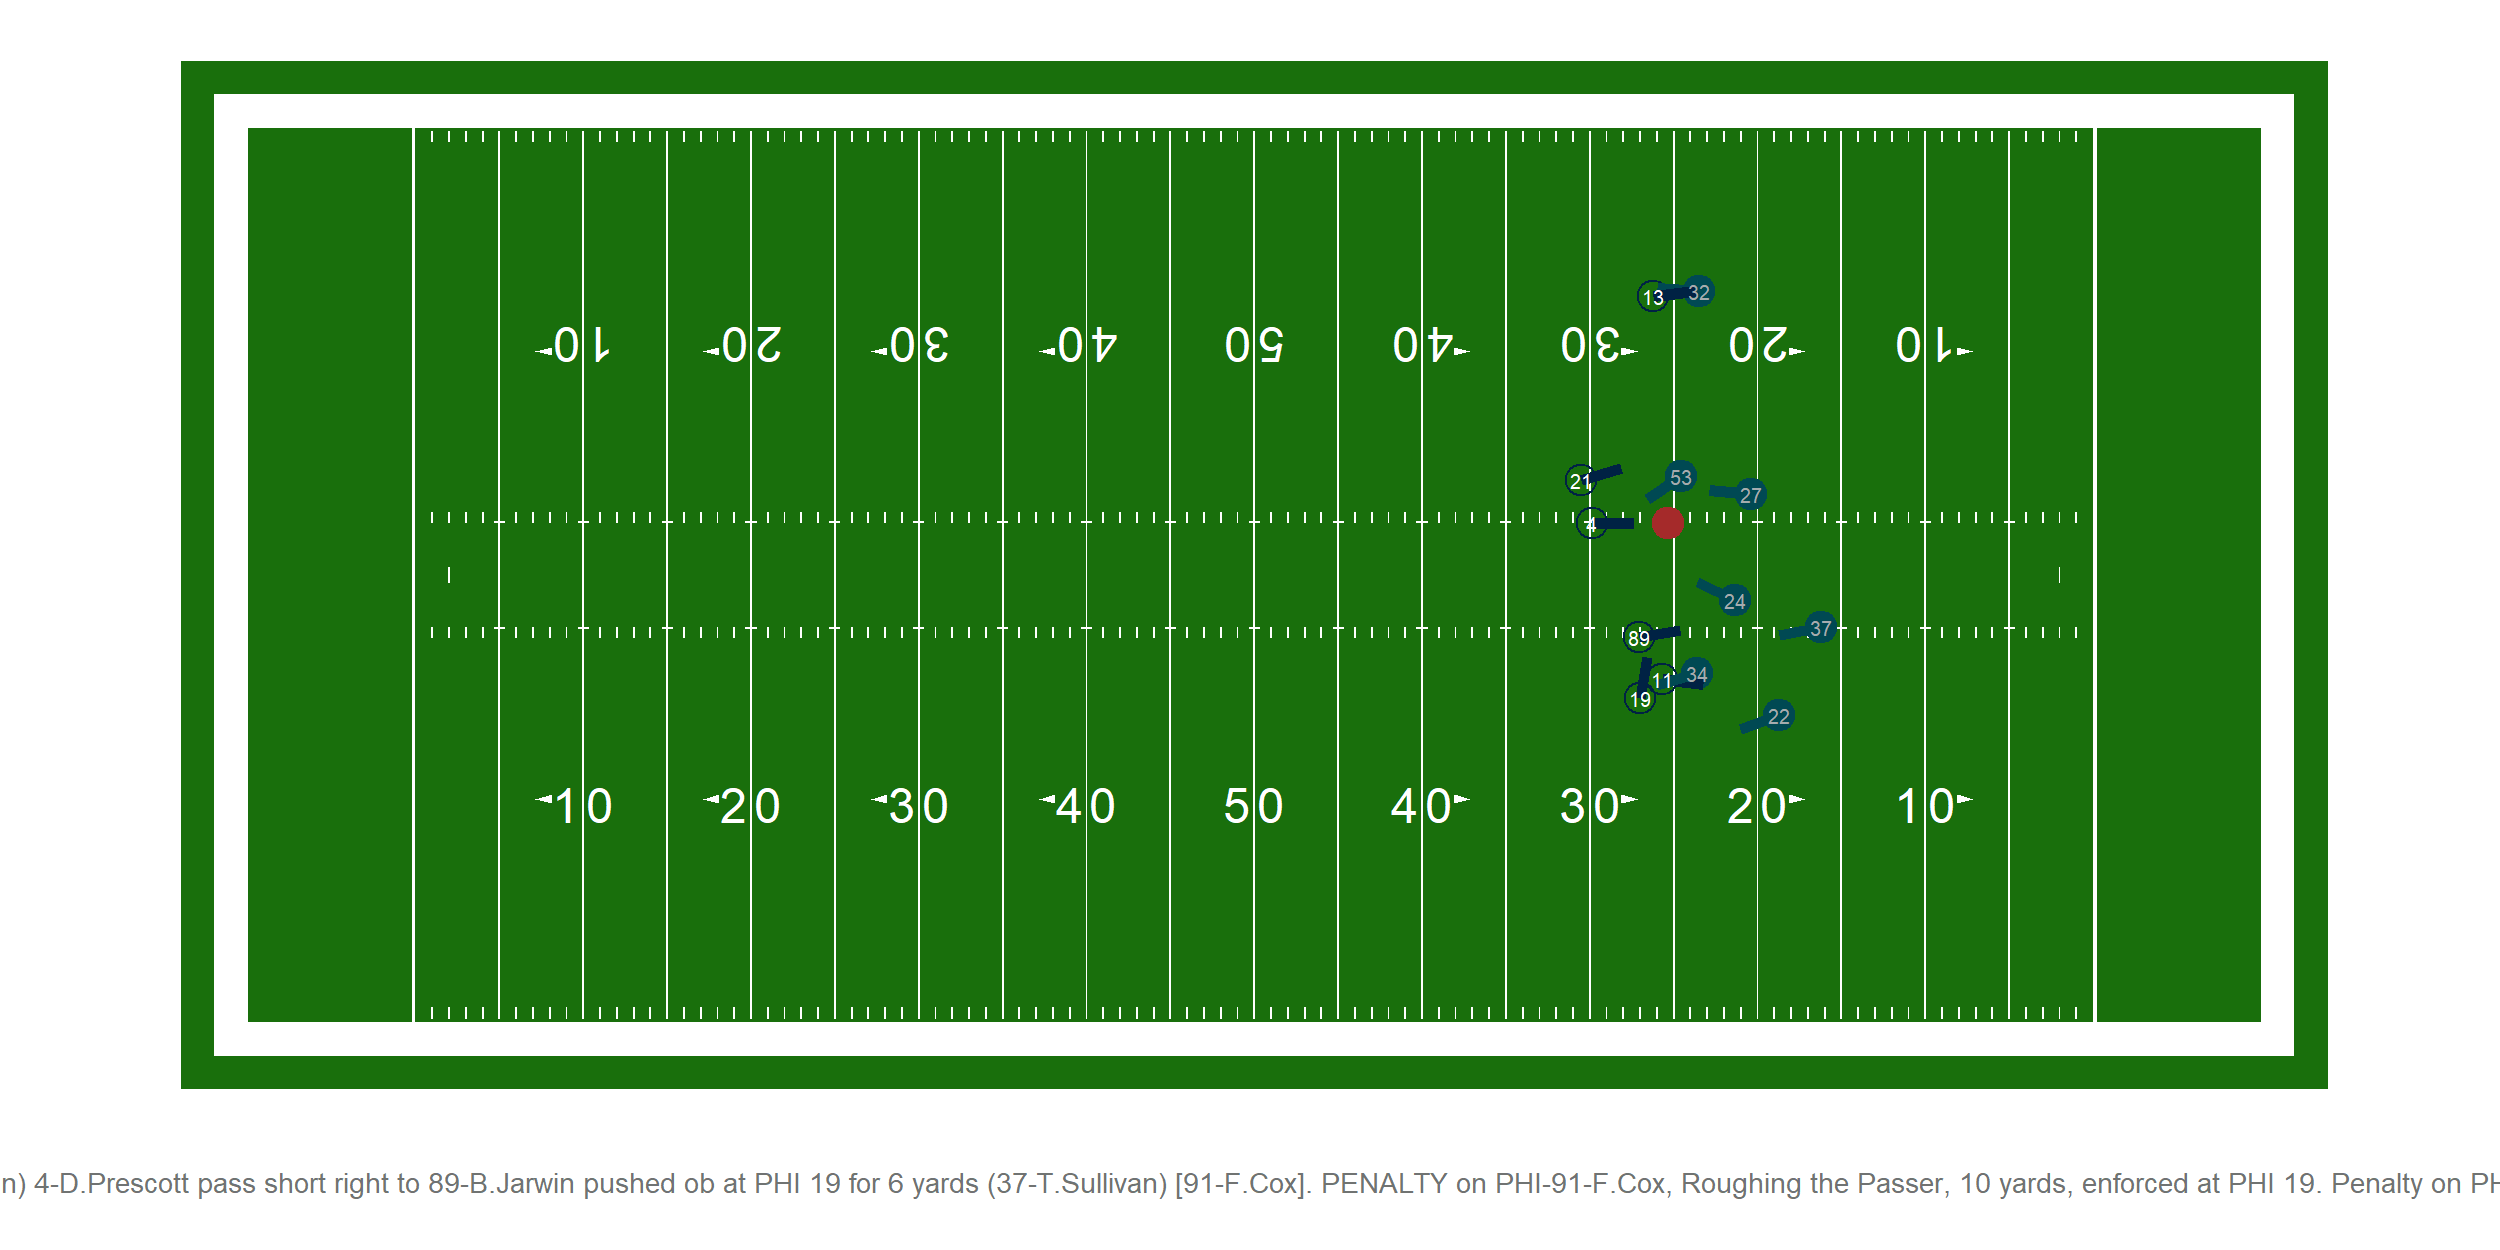 13 32
10 20 30 40 50 40 30 20 10
21 53 27
4
24
89 37
11 34
19
22
10 20 30 40 50 40 30 20 10
n) 4-D.Prescott pass short right to 89-B.Jarwin pushed ob at PHI 19 for 6 yards (37-T.Sullivan) [91-F.Cox]. PENALTY on PHI-91-F.Cox, Roughing the Passer, 10 yards, enforced at PHI 19. Penalty on PH